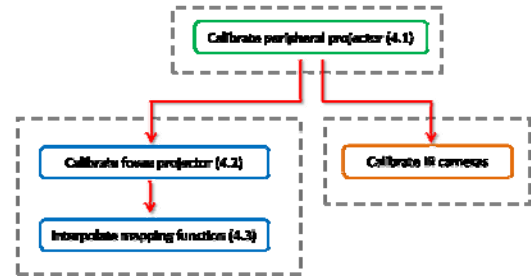 Calibrate peripheral projector (4.1)
Calibrate fovea projector (4.2)
Calibrate IR cameras
Interpolate mapping function (4.3)